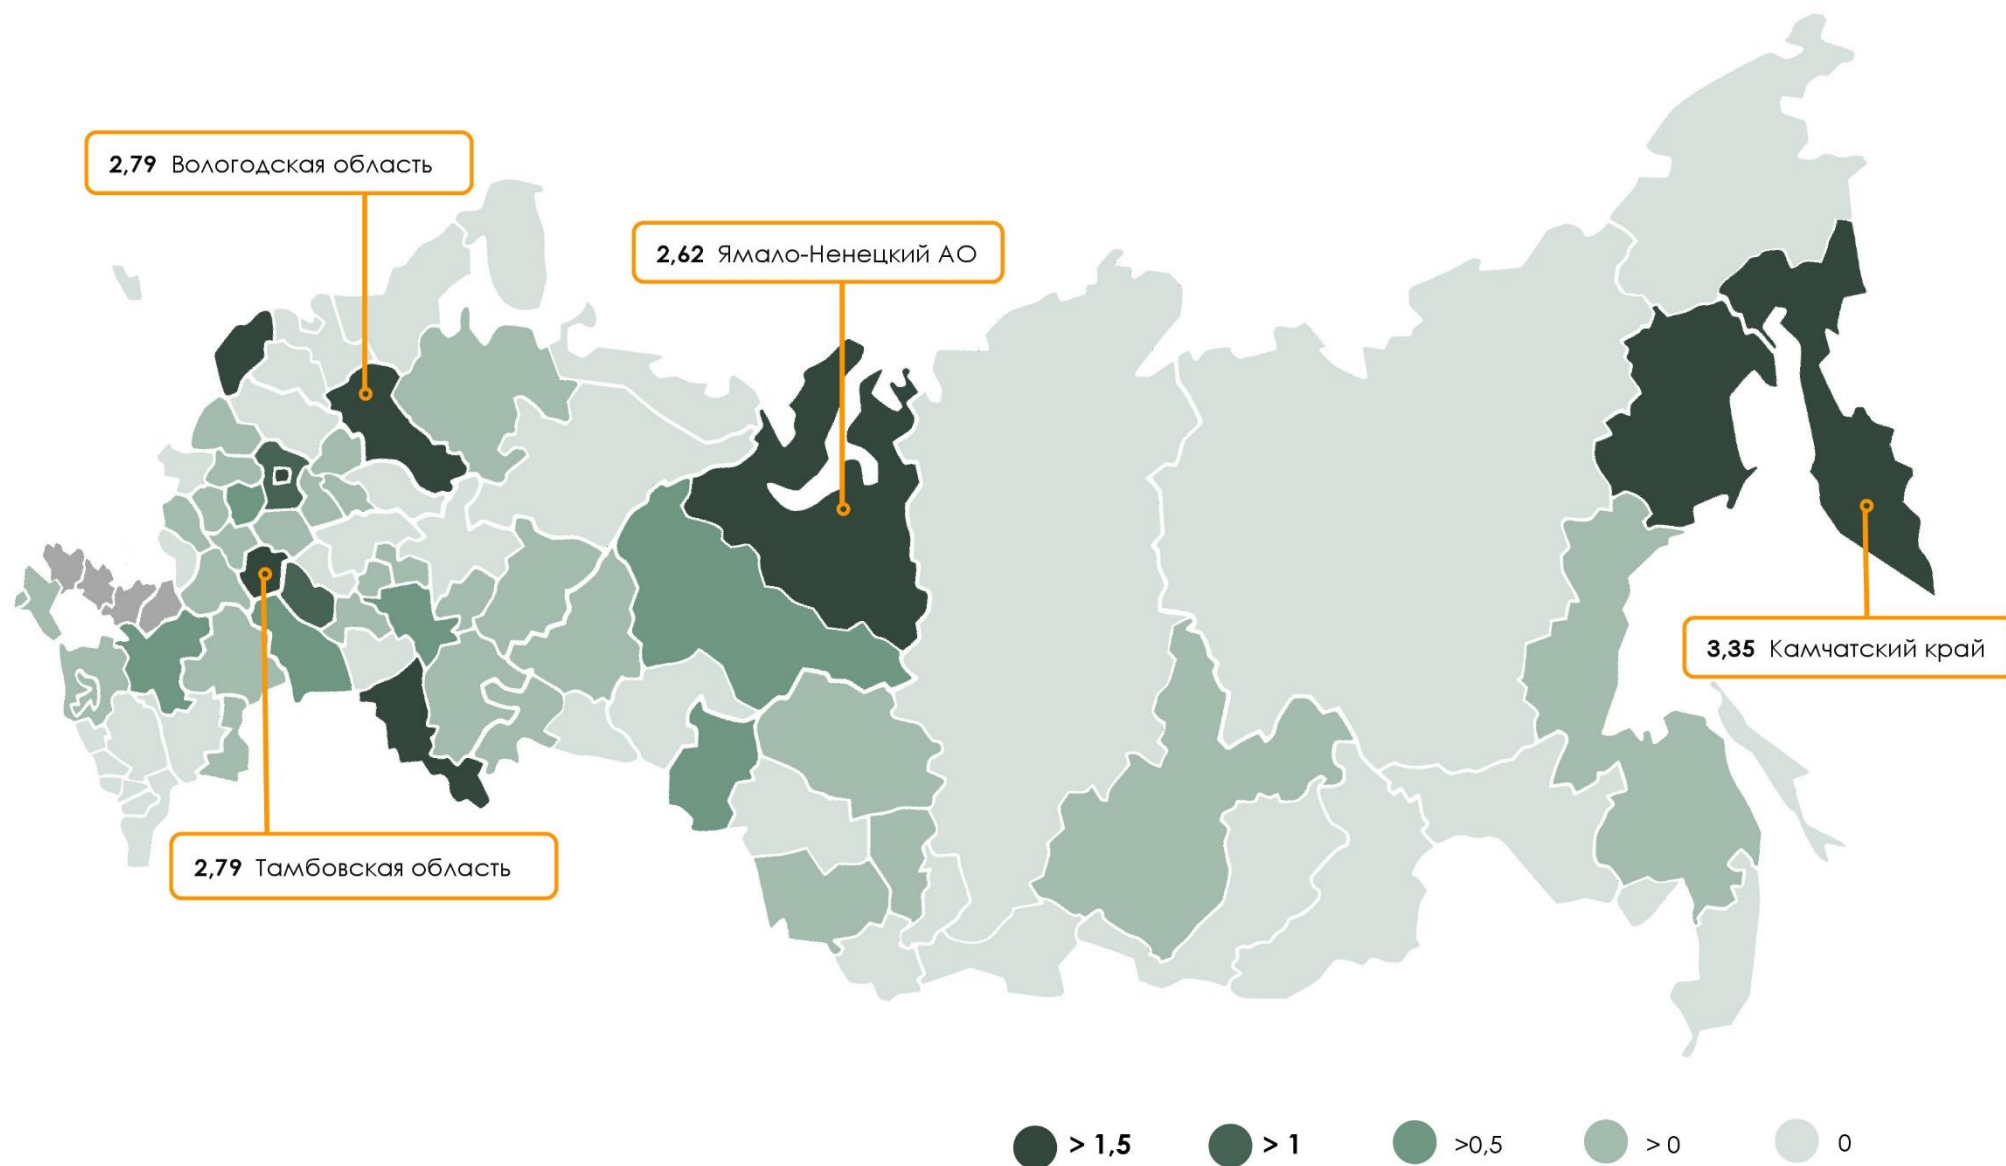 2,79 Вологодская область
2,62 Ямало-Ненецкий АО
3,35 Камчатский край
2,79 Тамбовская область
> 1,5
> 1
>0,5
> 0
0